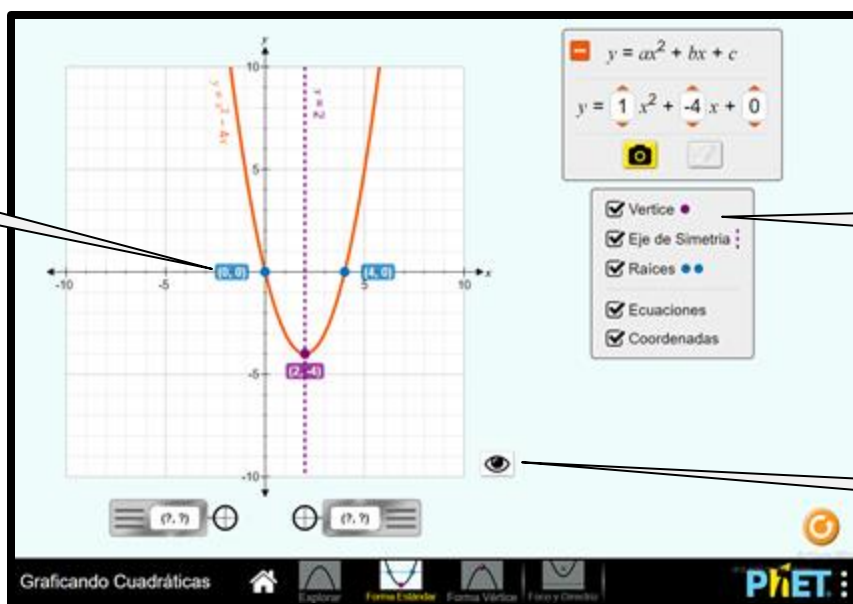 y = ax² + bx + c
y = 1 x² + -4 x + 0
Vertice
Eje de Simetria
Raíces
Ecuaciones
Coordenadas
y
10
5
-5
-10
-10
-5
5
10
x
y = x² − 4x
x = 2
(0, 0)
(4, 0)
(2, -4)
(?, ?)
(?, ?)
Graficando Cuadráticas
Explorar
Forma Estándar
Forma Vértice
Foco y Directriz
PhET